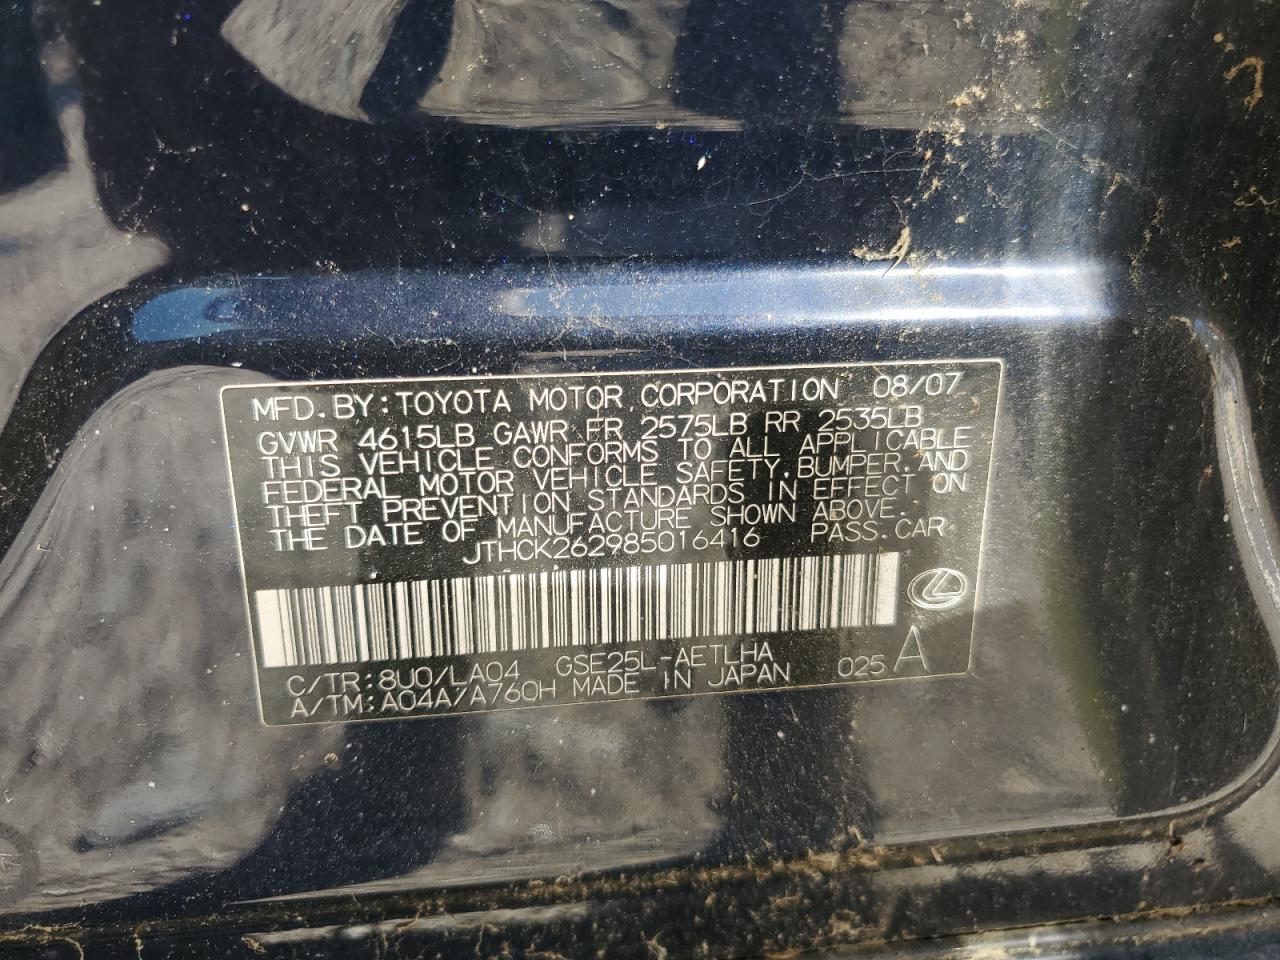 MFD. BY: TOYOTA MOTOR CORPORATION 08/07
GVWR 4615LB GAWR FR 2575LB RR 2535LB
THIS VEHICLE CONFORMS TO ALL APPLICABLE
FEDERAL MOTOR VEHICLE SAFETY, BUMPER, AND
THEFT PREVENTION STANDARDS IN EFFECT ON
THE DATE OF MANUFACTURE SHOWN ABOVE.
JTHCK262985016416 PASS. CAR
C/TR: 8U0/LA04 GSE25L-AETLHA
A/TM: A04A/A760H MADE IN JAPAN 025 A